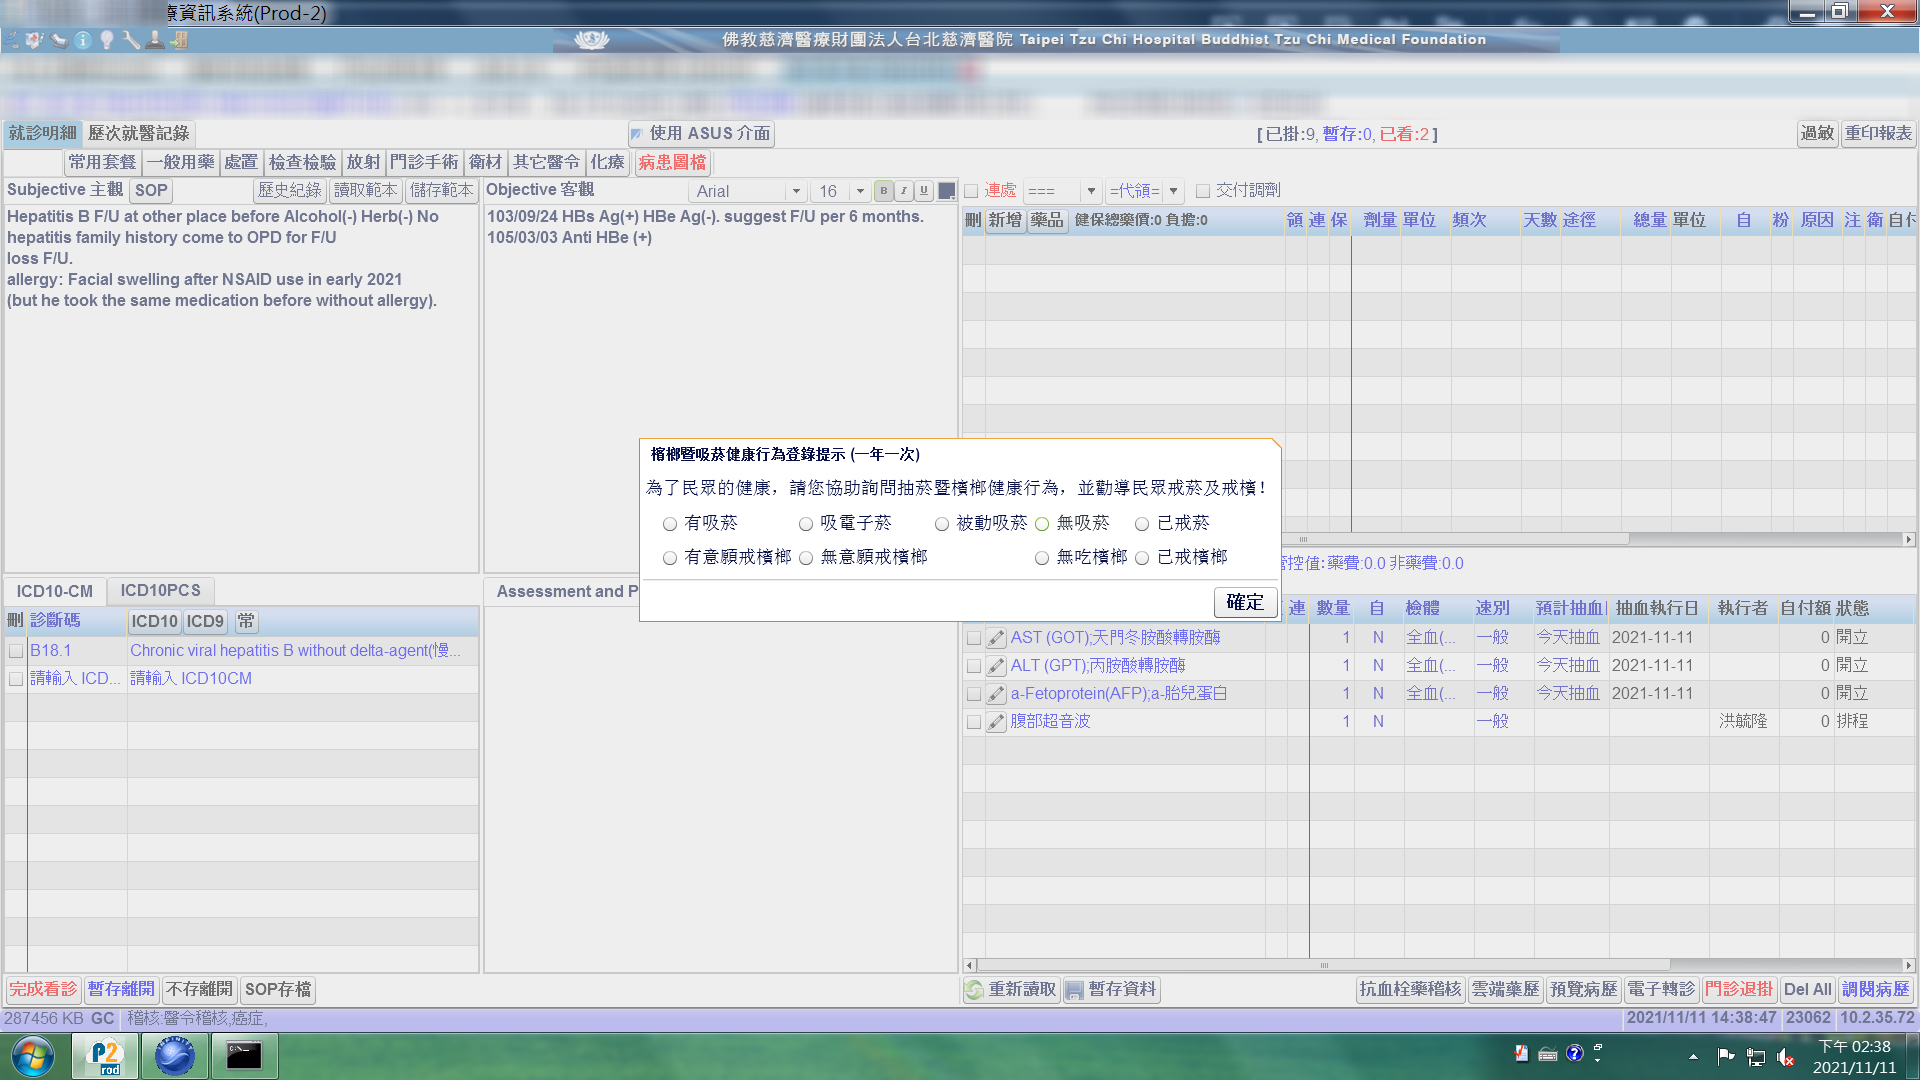 療資訊系統(Prod-2)
佛教慈濟醫療財團法人台北慈濟醫院 Taipei Tzu Chi Hospital Buddhist Tzu Chi Medical Foundation
就診明細 歷次就醫記錄 使用 ASUS 介面 [ 已掛:9, 暫存:0, 已看:2 ] 過敏 重印報表
常用套餐 一般用藥 處置 檢查檢驗 放射 門診手術 衛材 其它醫令 化療 病患圖檔
Subjective 主觀 SOP 歷史紀錄 讀取範本 儲存範本 Objective 客觀 Arial 16 B I U 連處 === =代領= 交付調劑
Hepatitis B F/U at other place before Alcohol(-) Herb(-) No
hepatitis family history come to OPD for F/U
loss F/U.
allergy: Facial swelling after NSAID use in early 2021
(but he took the same medication before without allergy).
103/09/24 HBs Ag(+) HBe Ag(-). suggest F/U per 6 months.
105/03/03 Anti HBe (+)
刪 新增 藥品 健保總藥價:0 負擔:0 領 連 保 劑量 單位 頻次 天數 途徑 總量 單位 自 粉 原因 注 衛 自付
檳榔暨吸菸健康行為登錄提示 (一年一次)
為了民眾的健康，請您協助詢問抽菸暨檳榔健康行為，並勸導民眾戒菸及戒檳！
有吸菸 吸電子菸 被動吸菸 無吸菸 已戒菸
有意願戒檳榔 無意願戒檳榔 無吃檳榔 已戒檳榔
確定
管控值：藥費:0.0 非藥費:0.0
ICD10-CM ICD10PCS Assessment and P
刪 診斷碼 ICD10 ICD9 常
B18.1 Chronic viral hepatitis B without delta-agent(慢...
請輸入 ICD... 請輸入 ICD10CM
連 數量 自 檢體 速別 預計抽血 抽血執行日 執行者 自付額 狀態
AST (GOT);天門冬胺酸轉胺酶 1 N 全血(... 一般 今天抽血 2021-11-11 0 開立
ALT (GPT);丙胺酸轉胺酶 1 N 全血(... 一般 今天抽血 2021-11-11 0 開立
a-Fetoprotein(AFP);a-胎兒蛋白 1 N 全血(... 一般 今天抽血 2021-11-11 0 開立
腹部超音波 1 N 一般 洪毓隆 0 排程
完成看診 暫存離開 不存離開 SOP存檔 重新讀取 暫存資料 抗血栓藥稽核 雲端藥歷 預覽病歷 電子轉診 門診退掛 Del All 調閱病歷
287456 KB GC 稽核:醫令稽核,癌症, 2021/11/11 14:38:47 23062 10.2.35.72
P2 rod
下午 02:38
2021/11/11